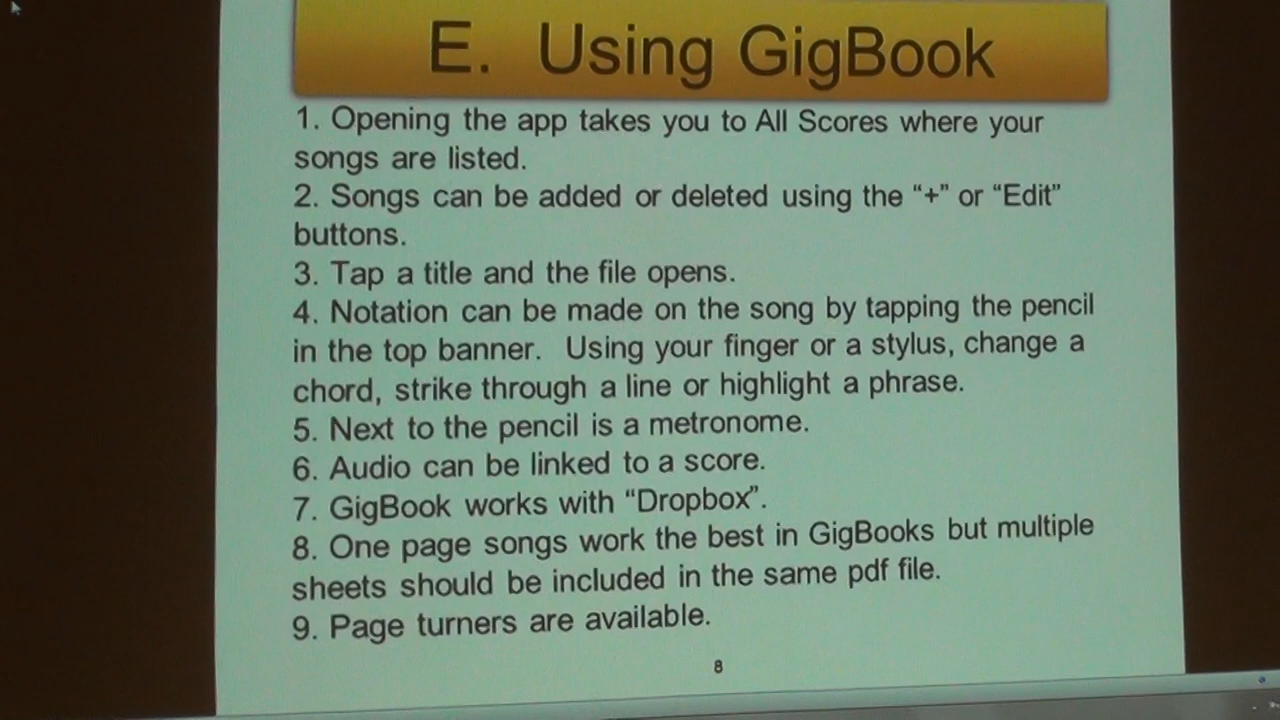 E.  Using GigBook
1. Opening the app takes you to All Scores where your
songs are listed.
2. Songs can be added or deleted using the “+” or “Edit”
buttons.
3. Tap a title and the file opens.
4. Notation can be made on the song by tapping the pencil
in the top banner.  Using your finger or a stylus, change a
chord, strike through a line or highlight a phrase.
5. Next to the pencil is a metronome.
6. Audio can be linked to a score.
7. GigBook works with “Dropbox”.
8. One page songs work the best in GigBooks but multiple
sheets should be included in the same pdf file.
9. Page turners are available.
8